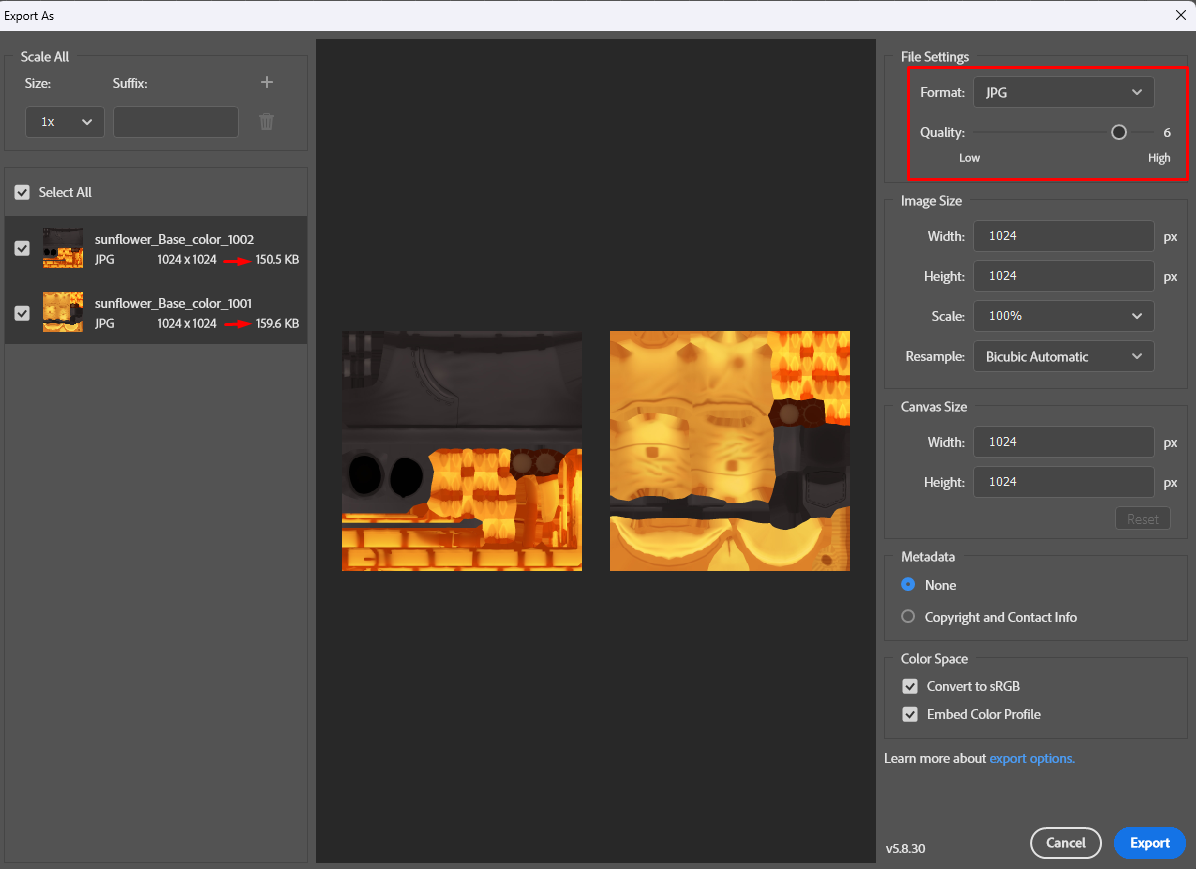 Export As
Scale All
Size: Suffix:
1x
Select All
sunflower_Base_color_1002
JPG 1024 x 1024 150.5 KB
sunflower_Base_color_1001
JPG 1024 x 1024 159.6 KB
File Settings
Format: JPG
Quality: 6
Low High
Image Size
Width: 1024 px
Height: 1024 px
Scale: 100%
Resample: Bicubic Automatic
Canvas Size
Width: 1024 px
Height: 1024 px
Reset
Metadata
None
Copyright and Contact Info
Color Space
Convert to sRGB
Embed Color Profile
Learn more about export options.
v5.8.30
Cancel Export